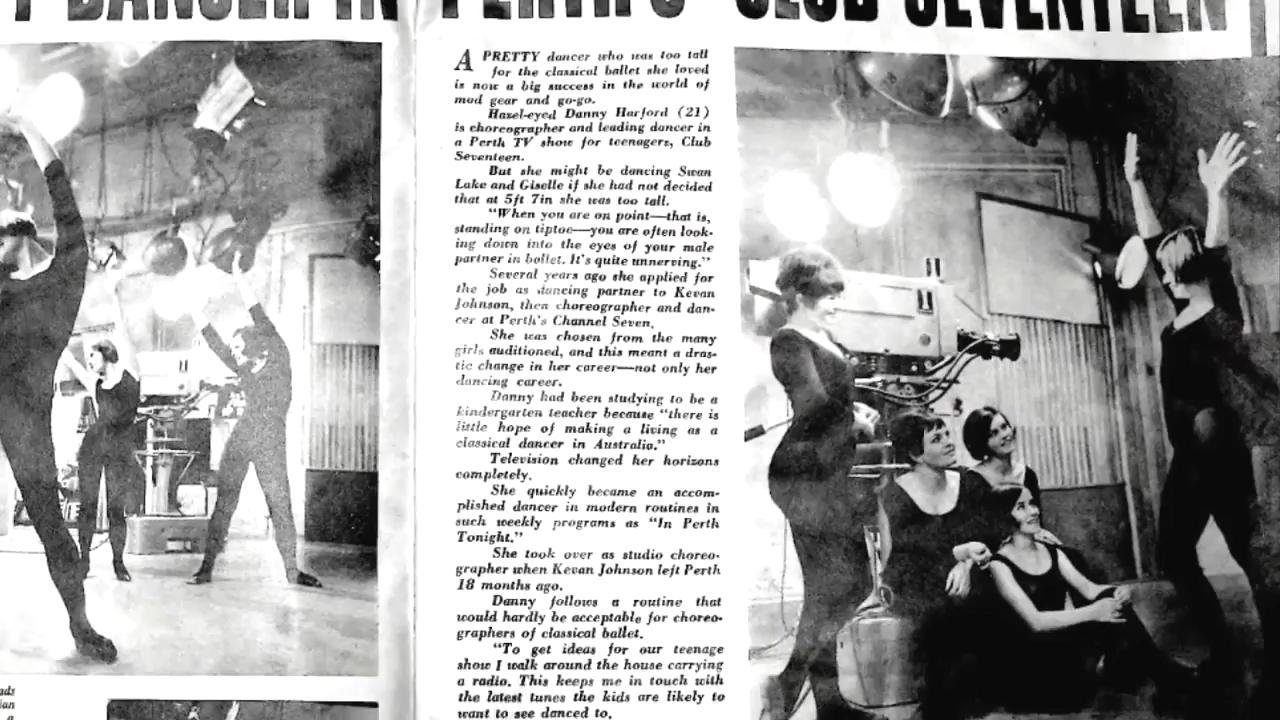 DANCER IN PERTH'S "CLUB SEVENTEEN"
A PRETTY dancer who was too tall
for the classical ballet she loved
is now a big success in the world of
mod gear and go-go.
Hazel-eyed Danny Harford (21)
is choreographer and leading dancer in
a Perth TV show for teenagers, Club
Seventeen.
But she might be dancing Swan
Lake and Giselle if she had not decided
that at 5ft 7in she was too tall.
"When you are on point—that is,
standing on tiptoe—you are often look-
ing down into the eyes of your male
partner in ballet. It's quite unnerving."
Several years ago she applied for
the job as dancing partner to Kevan
Johnson, then choreographer and dan-
cer at Perth's Channel Seven.
She was chosen from the many
girls auditioned, and this meant a dras-
tic change in her career—not only her
dancing career.
Danny had been studying to be a
kindergarten teacher because "there is
little hope of making a living as a
classical dancer in Australia."
Television changed her horizons
completely.
She quickly became an accom-
plished dancer in modern routines in
such weekly programs as "In Perth
Tonight."
She took over as studio choreo-
grapher when Kevan Johnson left Perth
18 months ago.
Danny follows a routine that
would hardly be acceptable for choreo-
graphers of classical ballet.
"To get ideas for our teenage
show I walk around the house carrying
a radio. This keeps me in touch with
the latest tunes the kids are likely to
want to see danced to.